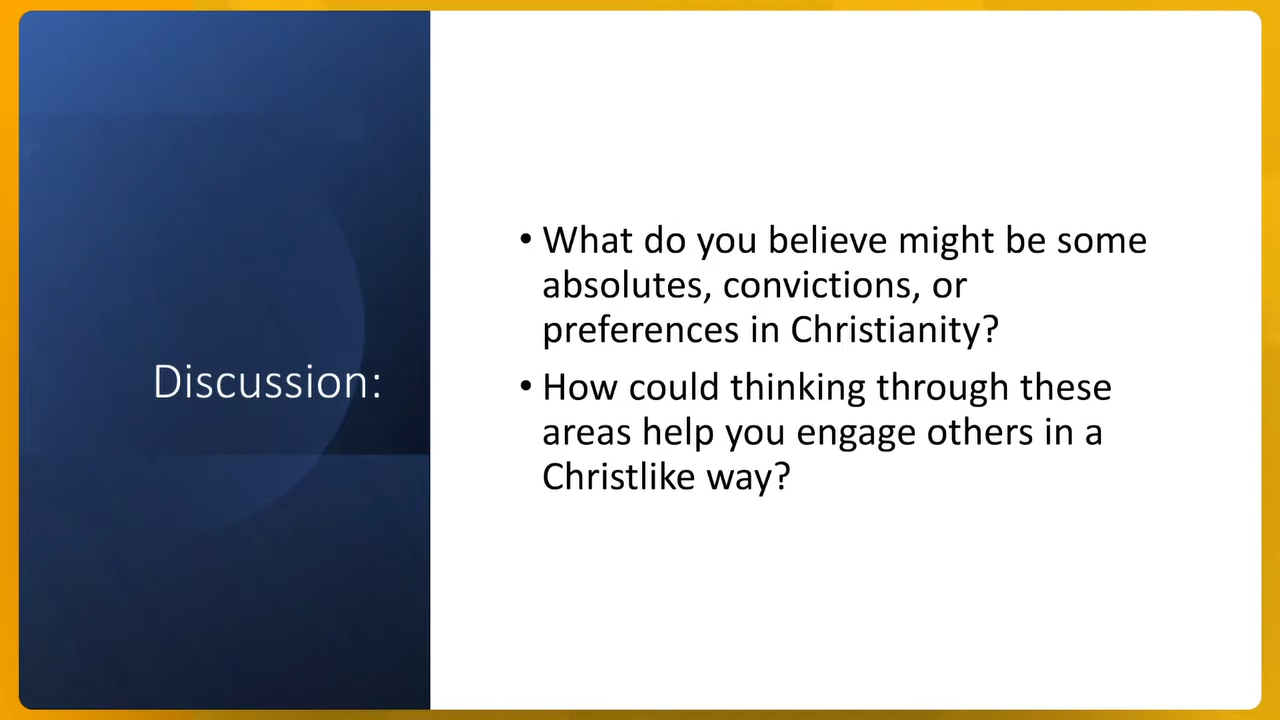 Discussion:
• What do you believe might be some
absolutes, convictions, or
preferences in Christianity?
• How could thinking through these
areas help you engage others in a
Christlike way?